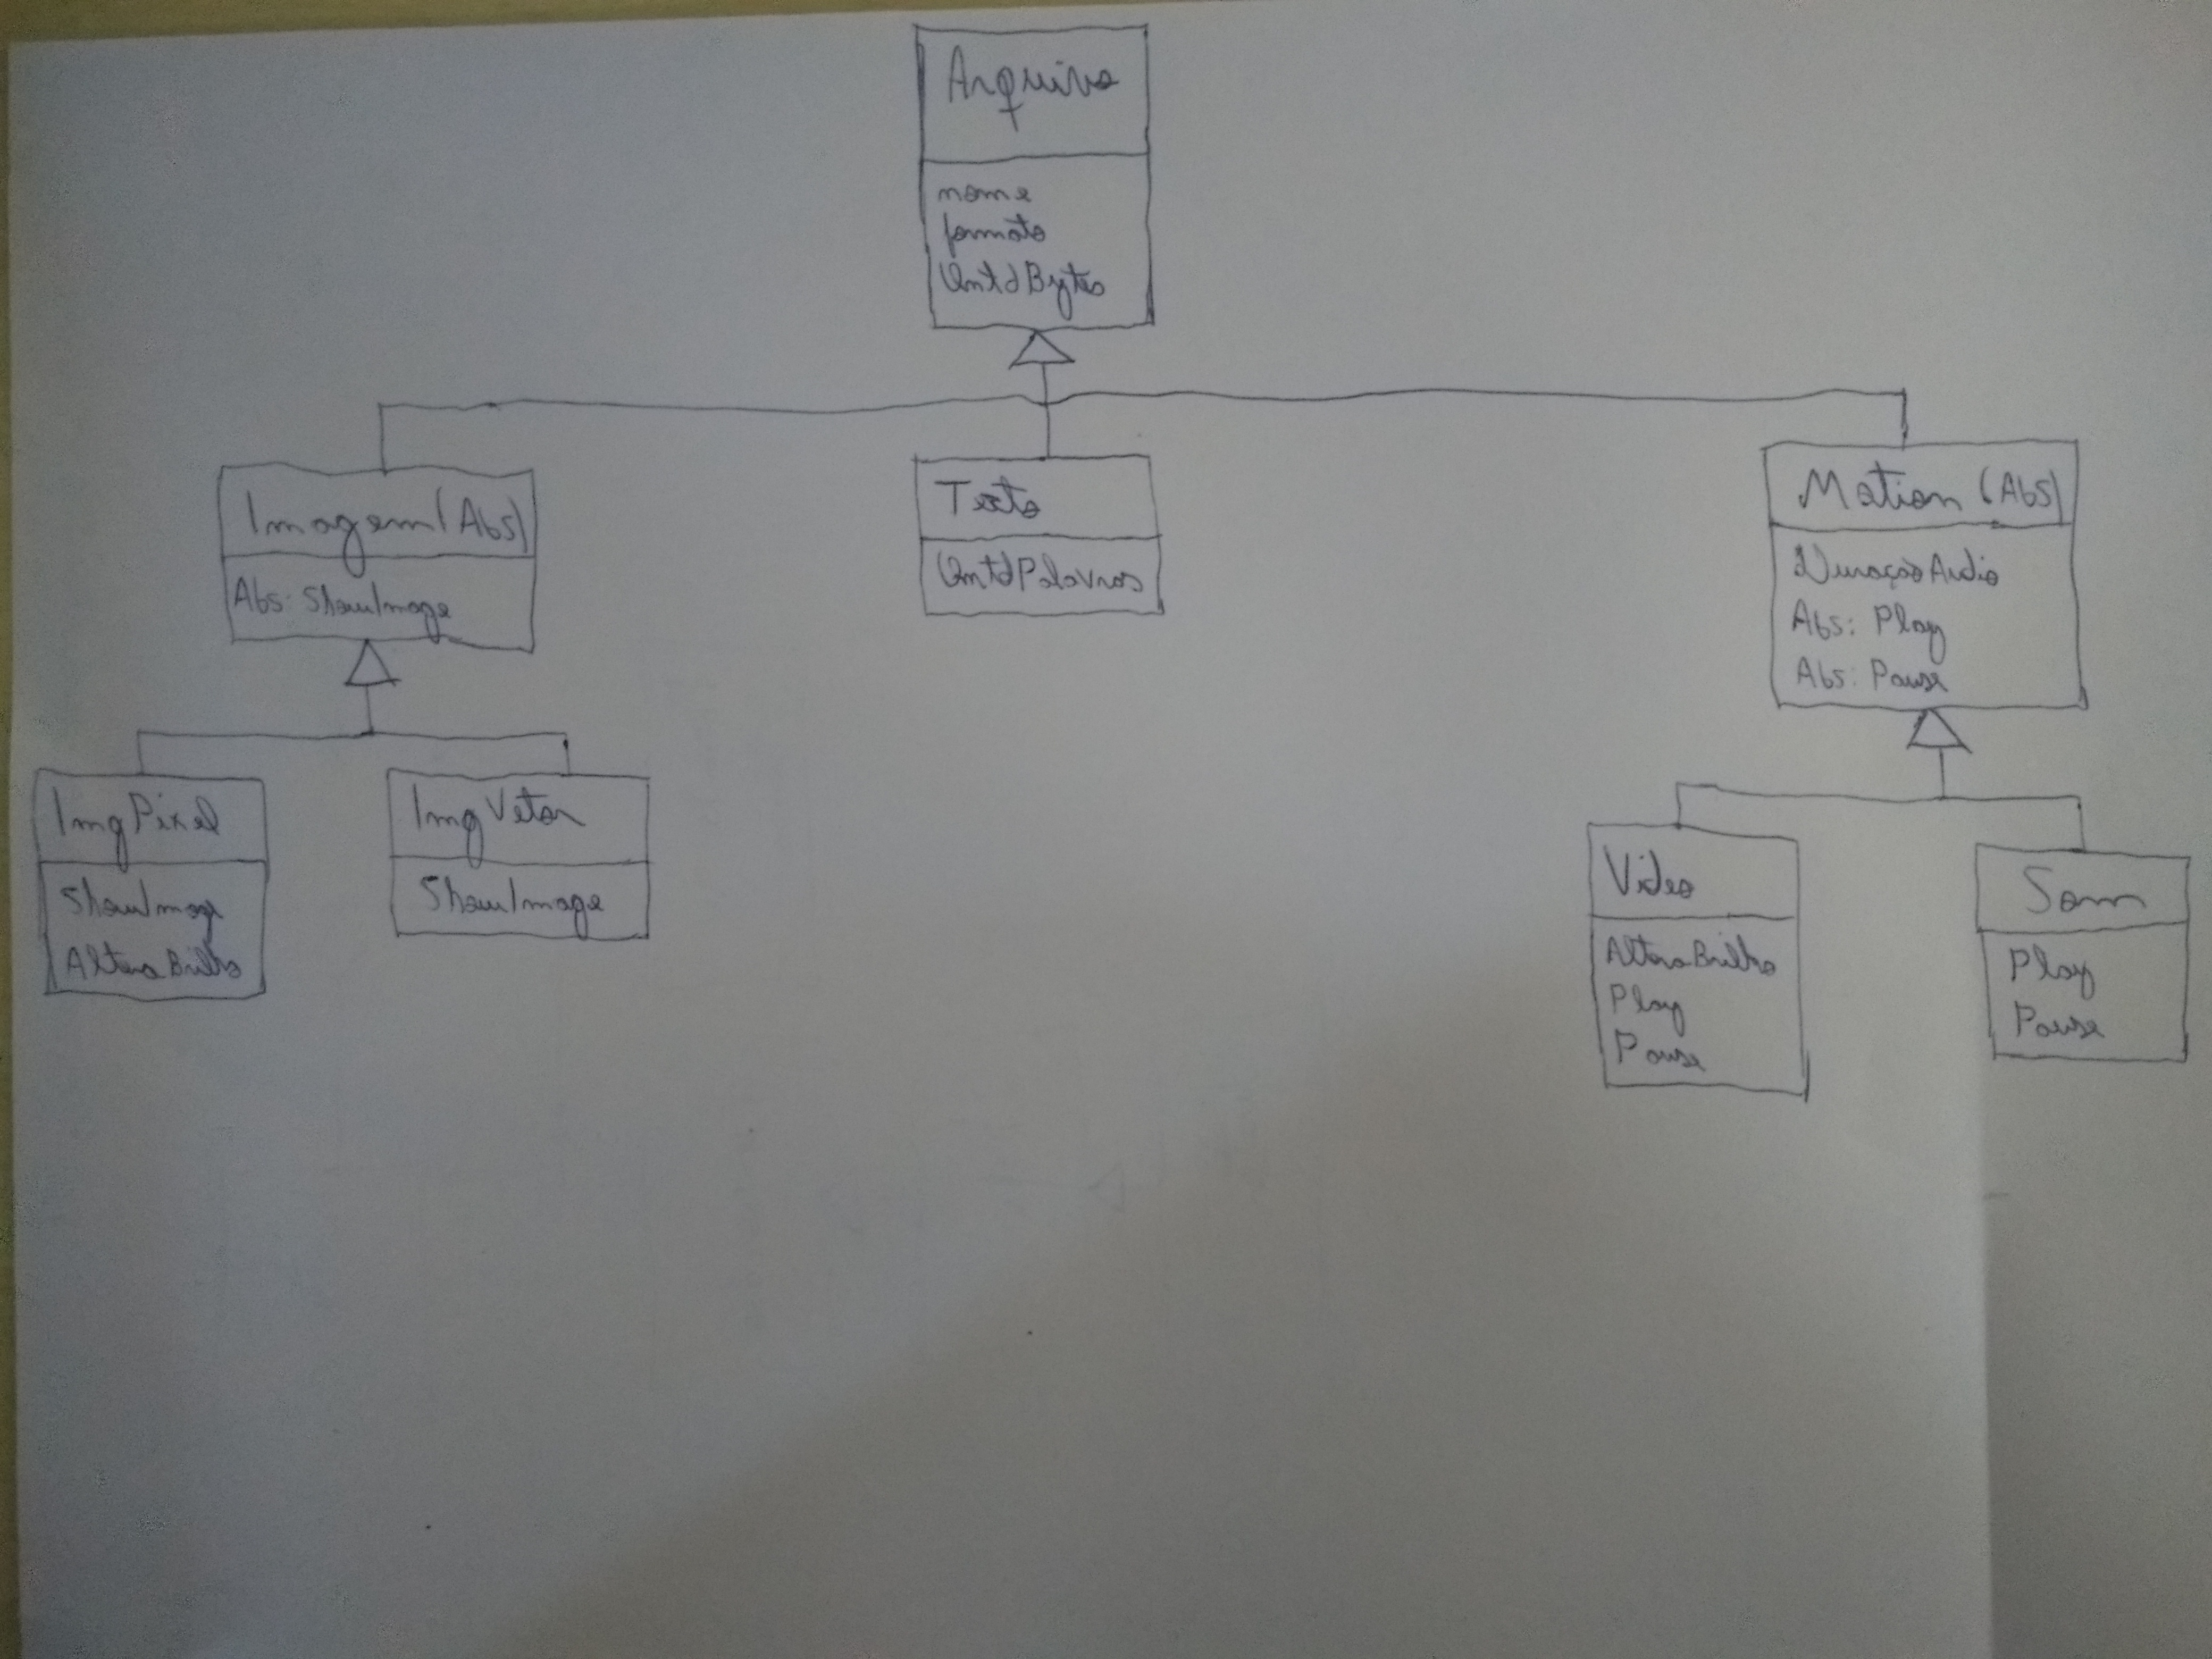 Arquivo
nome
formato
QntdBytes
Imagem (Abs)
Abs: ShowImage
Texto
QntdPalavras
Motion (Abs)
DuraçãoAudio
Abs: Play
Abs: Pause
ImgPixel
ShowImage
AlteraBrilho
ImgVetor
ShowImage
Video
AlteraBrilho
Play
Pause
Som
Play
Pause